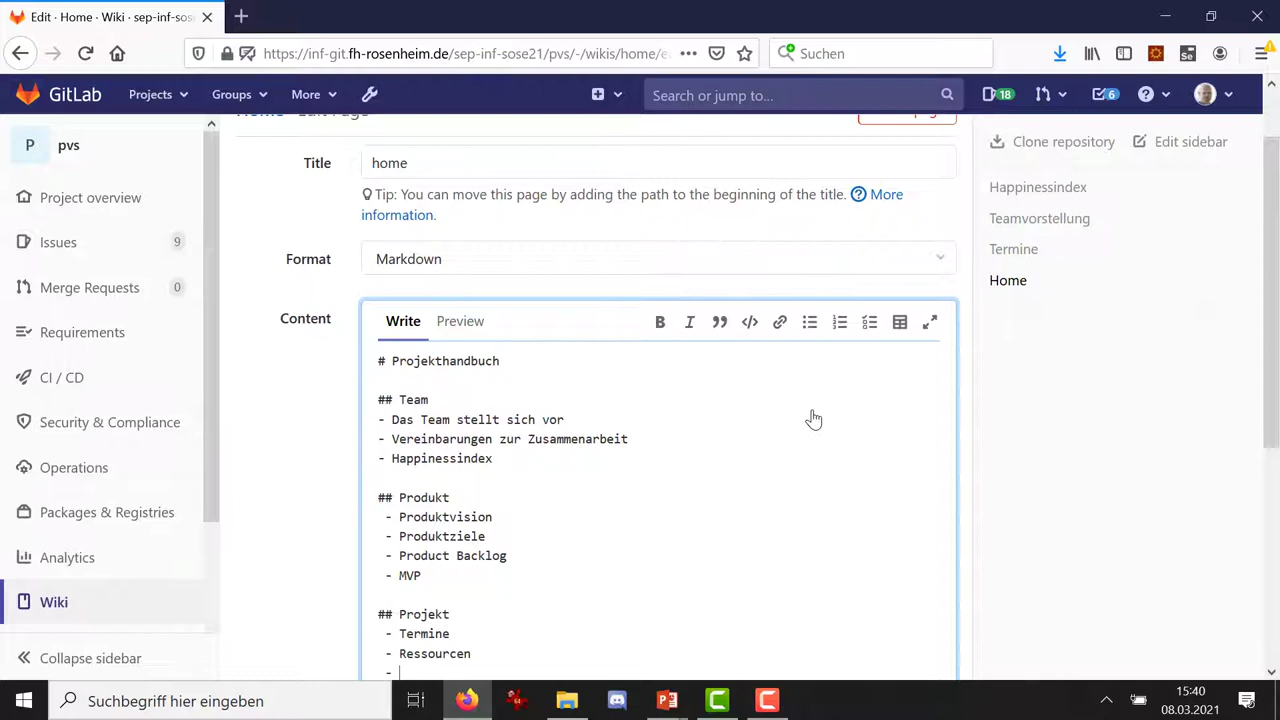 Edit · Home · Wiki · sep-inf-sose
https://inf-git.fh-rosenheim.de/sep-inf-sose21/pvs/-/wikis/home/e
Suchen
GitLab
Projects
Groups
More
Search or jump to...
18
6
P
pvs
Project overview
Issues
9
Merge Requests
0
Requirements
CI / CD
Security & Compliance
Operations
Packages & Registries
Analytics
Wiki
Collapse sidebar
Title
home
Tip: You can move this page by adding the path to the beginning of the title. More
information.
Format
Markdown
Content
Write
Preview
# Projekthandbuch
## Team
- Das Team stellt sich vor
- Vereinbarungen zur Zusammenarbeit
- Happinessindex
## Produkt
- Produktvision
- Produktziele
- Product Backlog
- MVP
## Projekt
- Termine
- Ressourcen
-
Clone repository
Edit sidebar
Happinessindex
Teamvorstellung
Termine
Home
Suchbegriff hier eingeben
15:40
08.03.2021